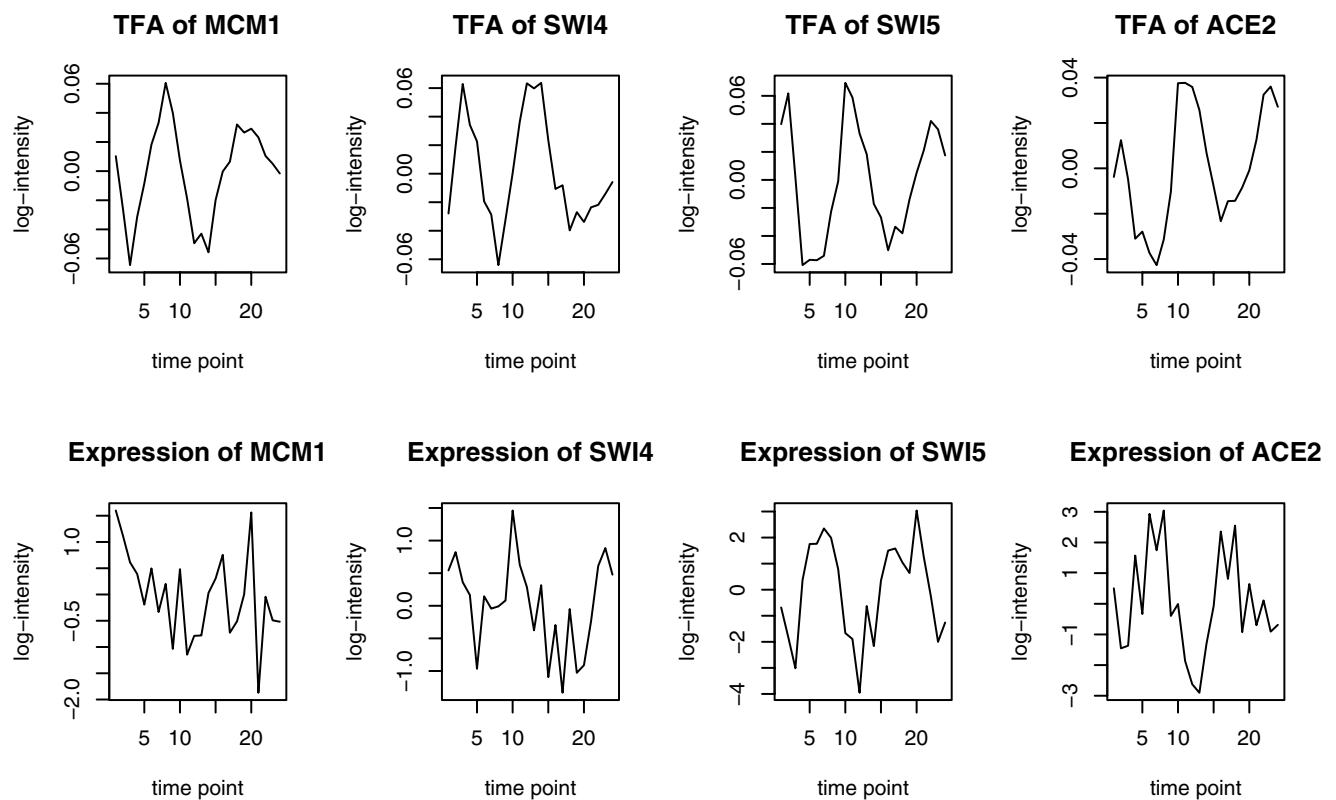 TFA of MCM1
TFA of SWI4
TFA of SWI5
TFA of ACE2
log−intensity
0.06
0.00
−0.06
5 10 20
time point
log−intensity
0.06
0.00
−0.06
5 10 20
time point
log−intensity
0.06
0.00
−0.06
5 10 20
time point
log−intensity
0.04
0.00
−0.04
5 10 20
time point
Expression of MCM1
Expression of SWI4
Expression of SWI5
Expression of ACE2
log−intensity
1.0
−0.5
−2.0
5 10 20
time point
log−intensity
1.0
0.0
−1.0
5 10 20
time point
log−intensity
2
0
−2
−4
5 10 20
time point
log−intensity
3
2
1
−1
−3
5 10 20
time point